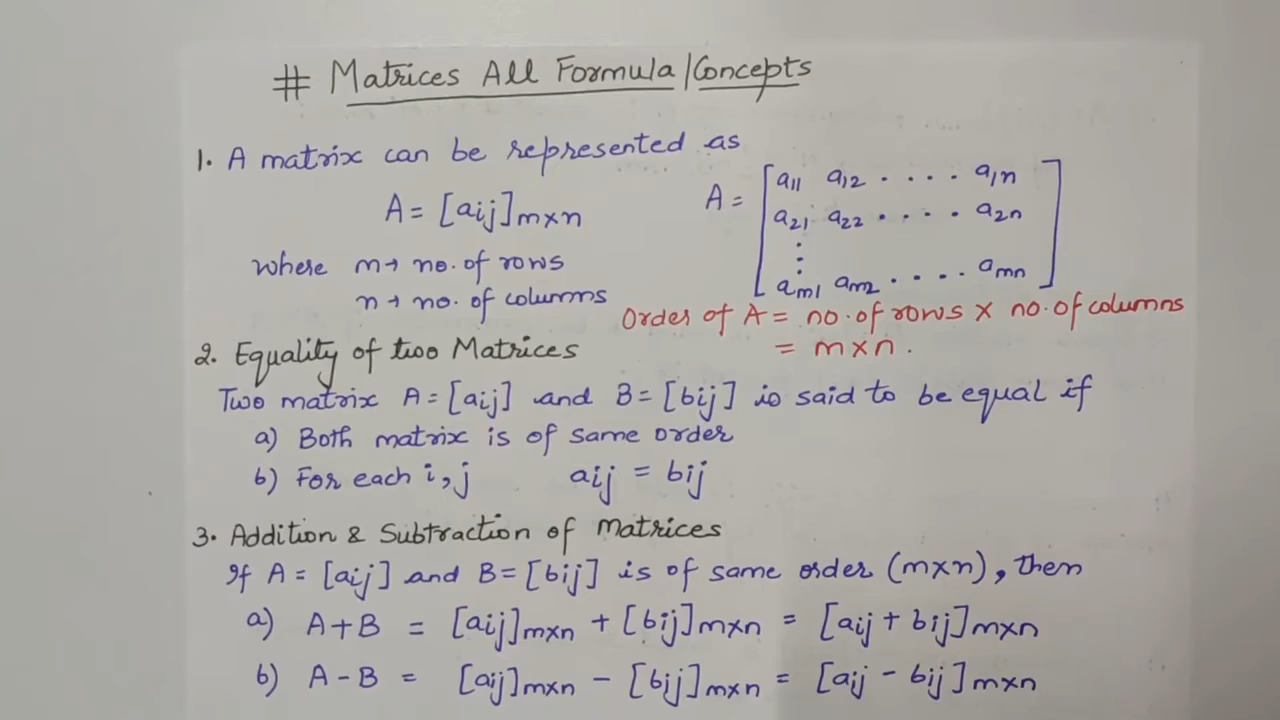 # Matrices All Formula/Concepts
1. A matrix can be represented as
A = [aij]m×n
A = [a11 a12 . . . . a1n
a21 a22 . . . . a2n
⋮
am1 am2 . . . . amn]
where m→ no. of rows
n→ no. of columns
Order of A = no. of rows × no. of columns
= m×n.
2. Equality of two Matrices
Two matrix A = [aij] and B = [bij] is said to be equal if
a) Both matrix is of same order
b) For each i, j aij = bij
3. Addition & Subtraction of Matrices
If A = [aij] and B = [bij] is of same order (m×n), then
a) A+B = [aij]m×n + [bij]m×n = [aij + bij]m×n
b) A-B = [aij]m×n - [bij]m×n = [aij - bij]m×n